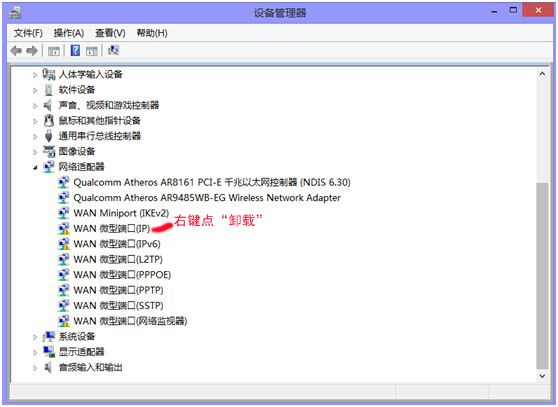 设备管理器
文件(F) 操作(A) 查看(V) 帮助(H)
人体学输入设备
软件设备
声音、视频和游戏控制器
鼠标和其他指针设备
通用串行总线控制器
图像设备
网络适配器
Qualcomm Atheros AR8161 PCI-E 千兆以太网控制器 (NDIS 6.30)
Qualcomm Atheros AR9485WB-EG Wireless Network Adapter
WAN Miniport (IKEv2)
WAN 微型端口(IP) 右键点“卸载”
WAN 微型端口(IPv6)
WAN 微型端口(L2TP)
WAN 微型端口(PPPOE)
WAN 微型端口(PPTP)
WAN 微型端口(SSTP)
WAN 微型端口(网络监视器)
系统设备
显示适配器
音频输入和输出